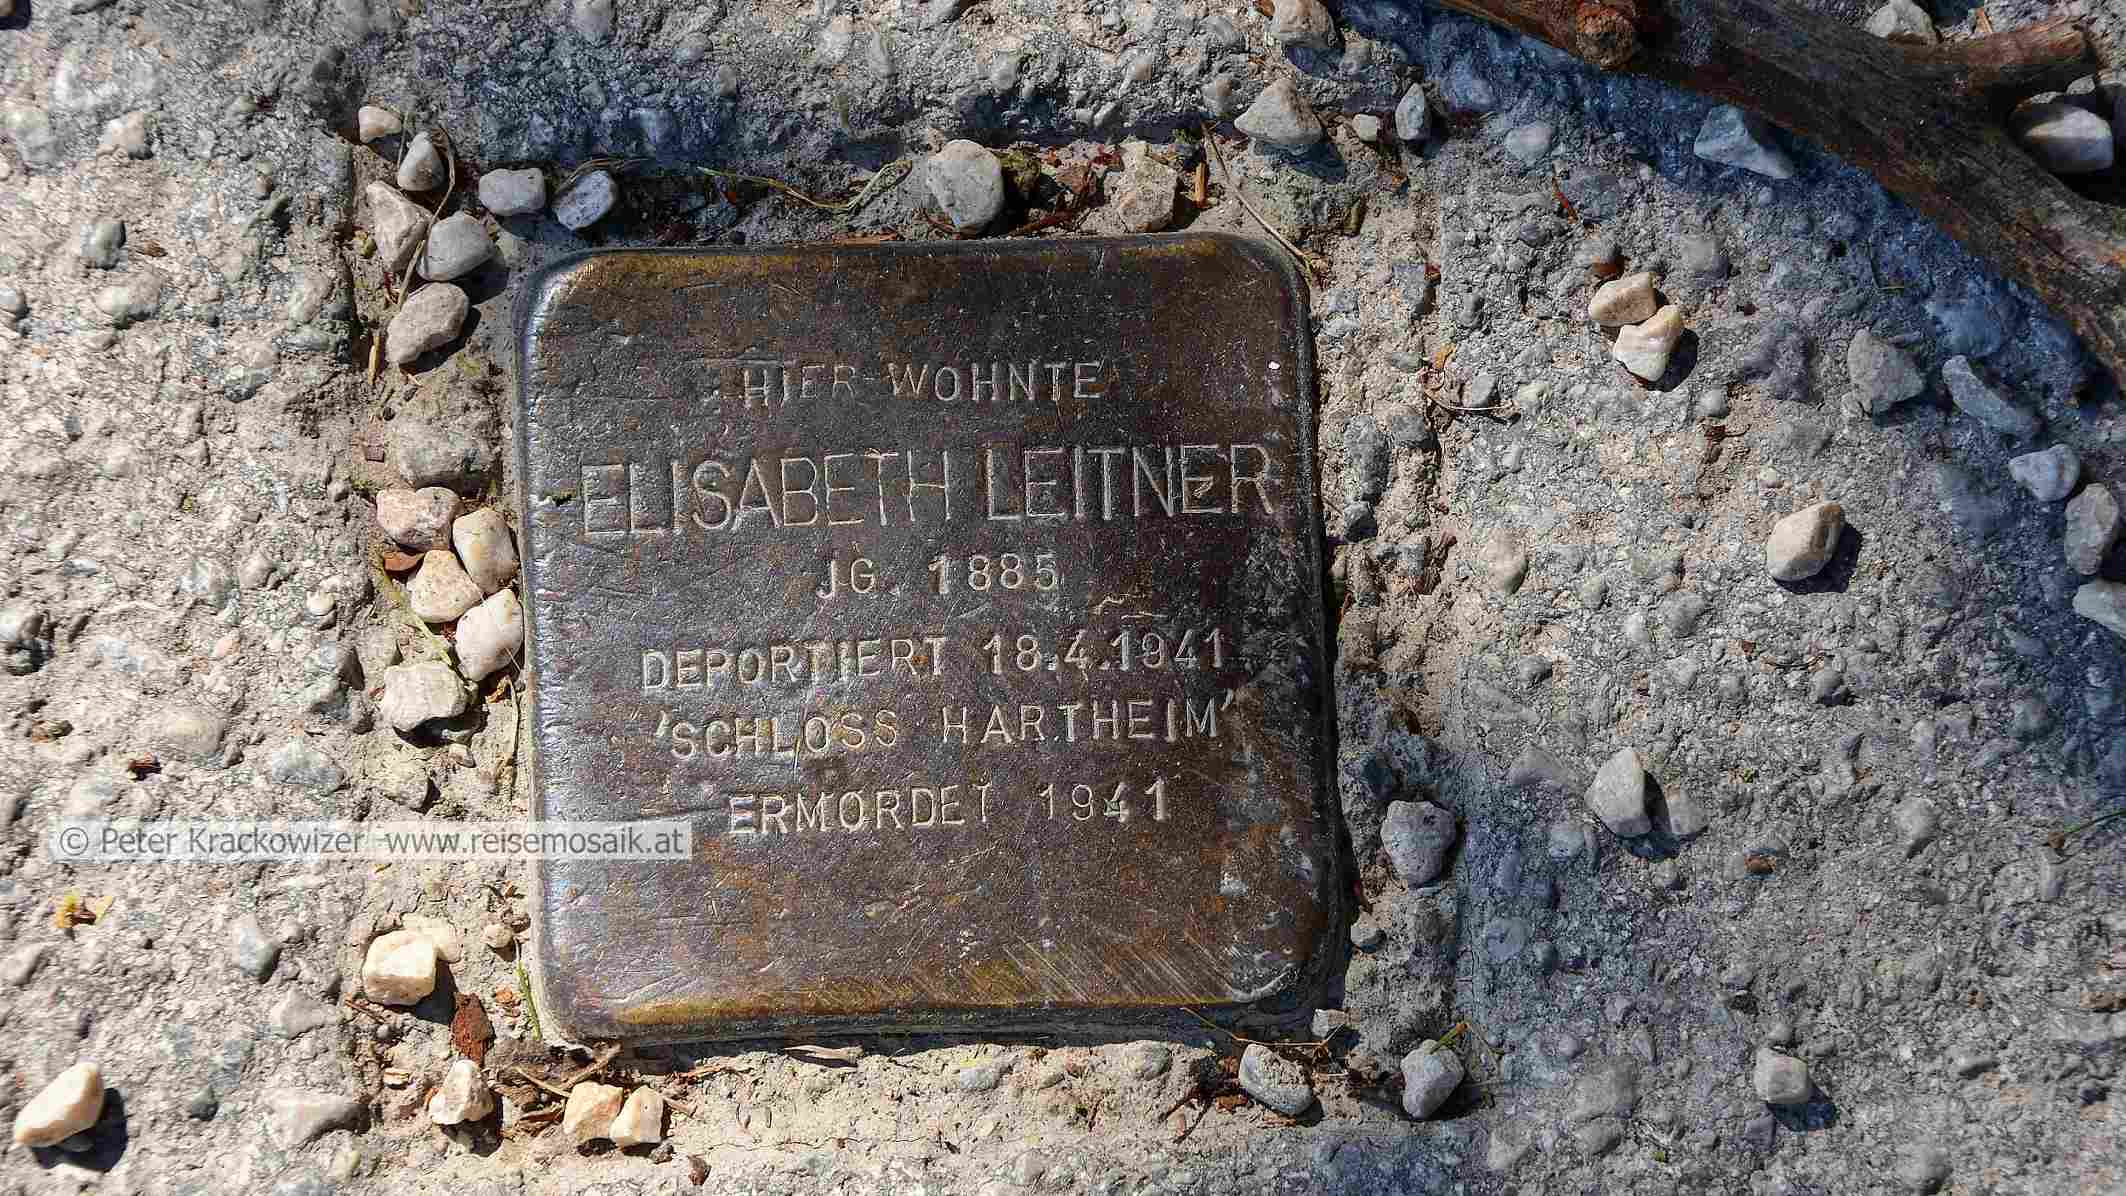 HIER WOHNTE
ELISABETH LEITNER
JG. 1885
DEPORTIERT 18.4.1941
'SCHLOSS HARTHEIM'
ERMORDET 1941
© Peter Krackowizer -www.reisemosaik.at